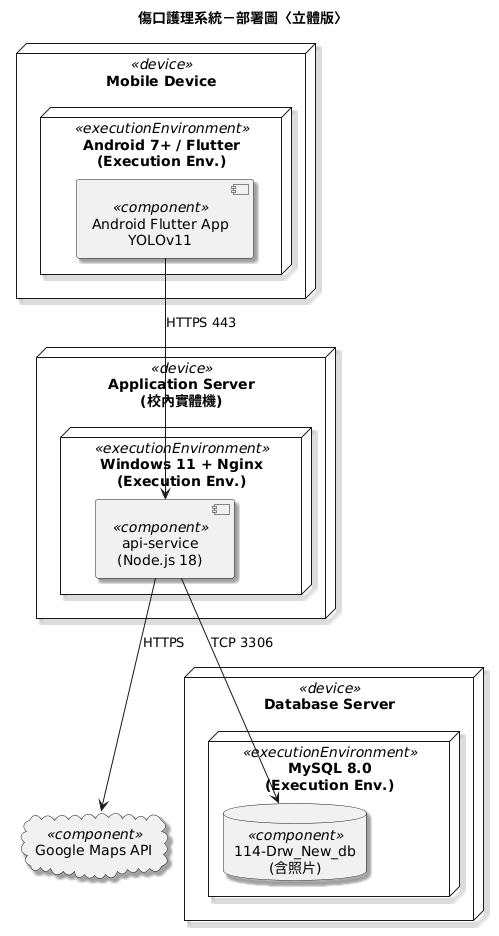 傷口護理系統－部署圖〈立體版〉
«device»
Mobile Device
«executionEnvironment»
Android 7+ / Flutter
(Execution Env.)
«component»
Android Flutter App
YOLOv11
HTTPS 443
«device»
Application Server
(校內實體機)
«executionEnvironment»
Windows 11 + Nginx
(Execution Env.)
«component»
api-service
(Node.js 18)
HTTPS
TCP 3306
«device»
Database Server
«executionEnvironment»
MySQL 8.0
(Execution Env.)
«component»
Google Maps API
«component»
114-Drw_New_db
(含照片)